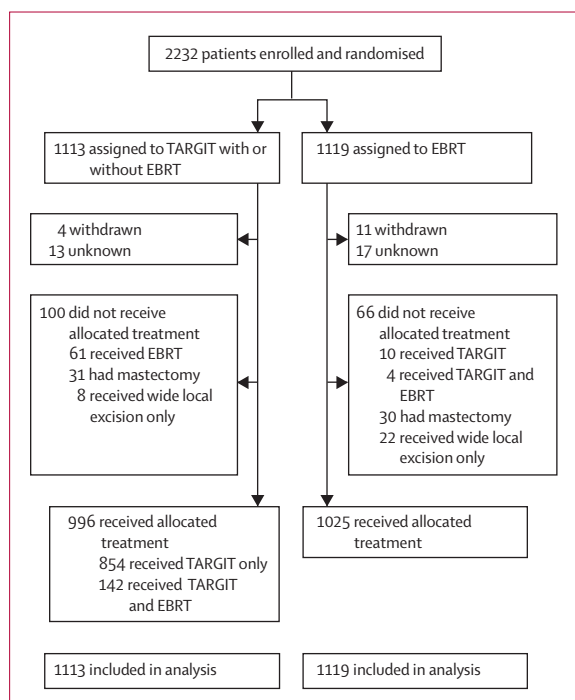 2232 patients enrolled and randomised
1113 assigned to TARGIT with or
without EBRT
1119 assigned to EBRT
4 withdrawn
13 unknown
11 withdrawn
17 unknown
100 did not receive
allocated treatment
61 received EBRT
31 had mastectomy
8 received wide local
excision only
66 did not receive
allocated treatment
10 received TARGIT
4 received TARGIT and
EBRT
30 had mastectomy
22 received wide local
excision only
996 received allocated
treatment
854 received TARGIT only
142 received TARGIT
and EBRT
1025 received allocated
treatment
1113 included in analysis
1119 included in analysis